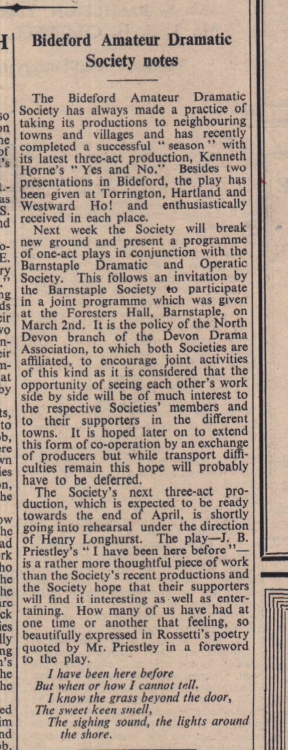 Bideford Amateur Dramatic
Society notes
The Bideford Amateur Dramatic
Society has always made a practice of
taking its productions to neighbouring
towns and villages and has recently
completed a successful " season " with
its latest three-act production, Kenneth
Horne's " Yes and No." Besides two
presentations in Bideford, the play has
been given at Torrington, Hartland and
Westward Ho! and enthusiastically
received in each place.
Next week the Society will break
new ground and present a programme
of one-act plays in conjunction with the
Barnstaple Dramatic and Operatic
Society. This follows an invitation by
the Barnstaple Society to participate
in a joint programme which was given
at the Foresters Hall, Barnstaple, on
March 2nd. It is the policy of the North
Devon branch of the Devon Drama
Association, to which both Societies are
affiliated, to encourage joint activities
of this kind as it is considered that the
opportunity of seeing each other's work
side by side will be of much interest to
the respective Societies' members and
to their supporters in the different
towns. It is hoped later on to extend
this form of co-operation by an exchange
of producers but while transport diffi-
culties remain this hope will probably
have to be deferred.
The Society's next three-act pro-
duction, which is expected to be ready
towards the end of April, is shortly
going into rehearsal under the direction
of Henry Longhurst. The play—J. B.
Priestley's " I have been here before "—
is a rather more thoughtful piece of work
than the Society's recent productions and
the Society hope that their supporters
will find it interesting as well as enter-
taining. How many of us have had at
one time or another that feeling, so
beautifully expressed in Rossetti's poetry
quoted by Mr. Priestley in a foreword
to the play.
I have been here before
But when or how I cannot tell.
I know the grass beyond the door,
The sweet keen smell,
The sighing sound, the lights around
the shore.